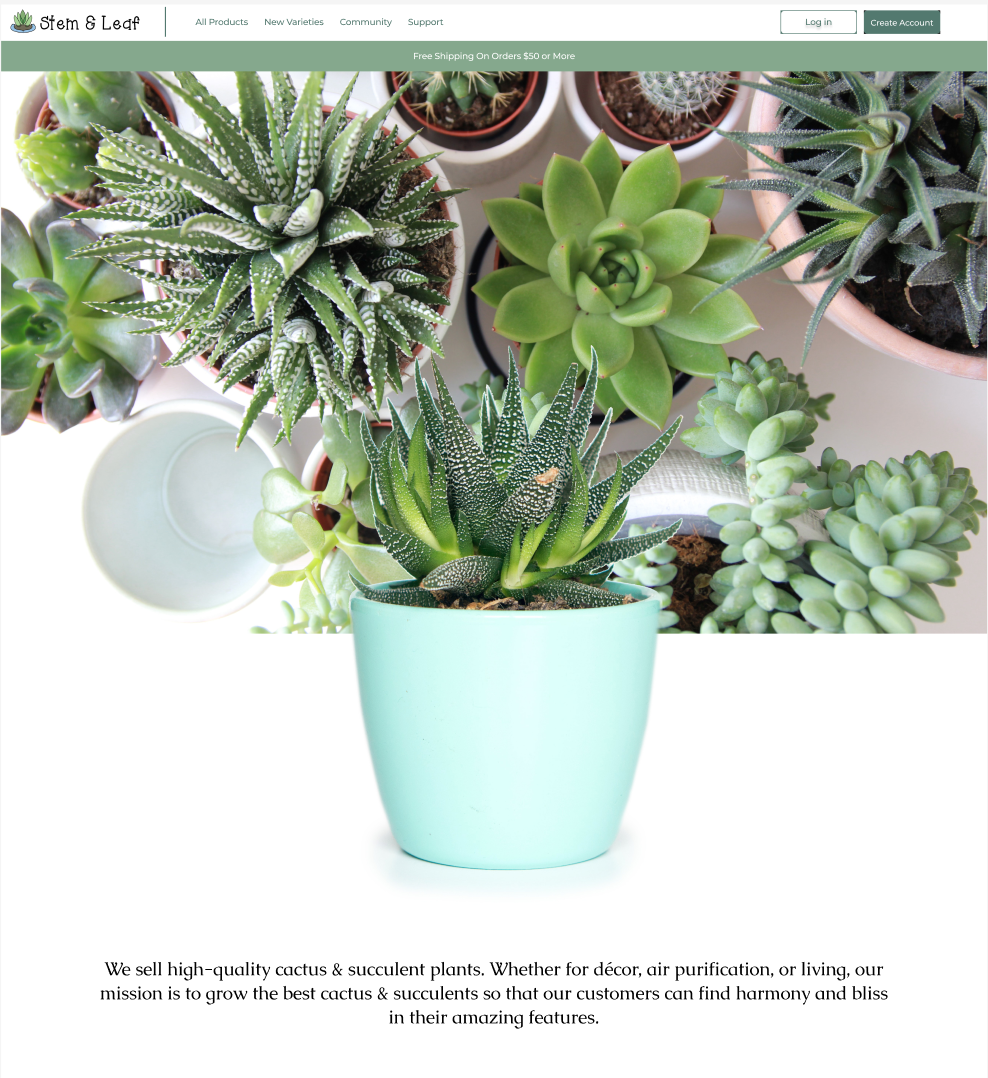 Stem & Leaf
All Products
New Varieties
Community
Support
Log in
Create Account
Free Shipping On Orders $50 or More
We sell high-quality cactus & succulent plants. Whether for décor, air purification, or living, our
mission is to grow the best cactus & succulents so that our customers can find harmony and bliss
in their amazing features.